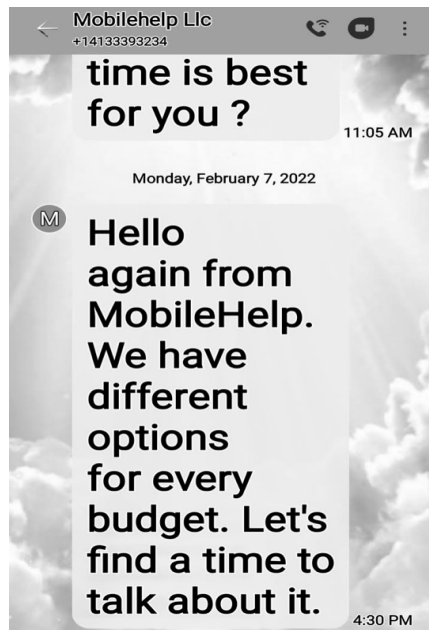 Mobilehelp Llc
+14133393234
time is best
for you ?
11:05 AM
Monday, February 7, 2022
M
Hello
again from
MobileHelp.
We have
different
options
for every
budget. Let's
find a time to
talk about it.
4:30 PM